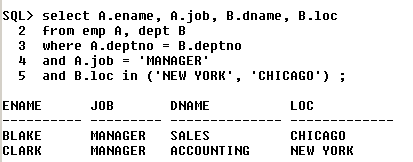 SQL> select A.ename, A.job, B.dname, B.loc
  2  from emp A, dept B
  3  where A.deptno = B.deptno
  4  and A.job = 'MANAGER'
  5  and B.loc in ('NEW YORK', 'CHICAGO') ;
ENAME      JOB       DNAME          LOC
---------- --------- -------------- -------------
BLAKE      MANAGER   SALES          CHICAGO
CLARK      MANAGER   ACCOUNTING     NEW YORK